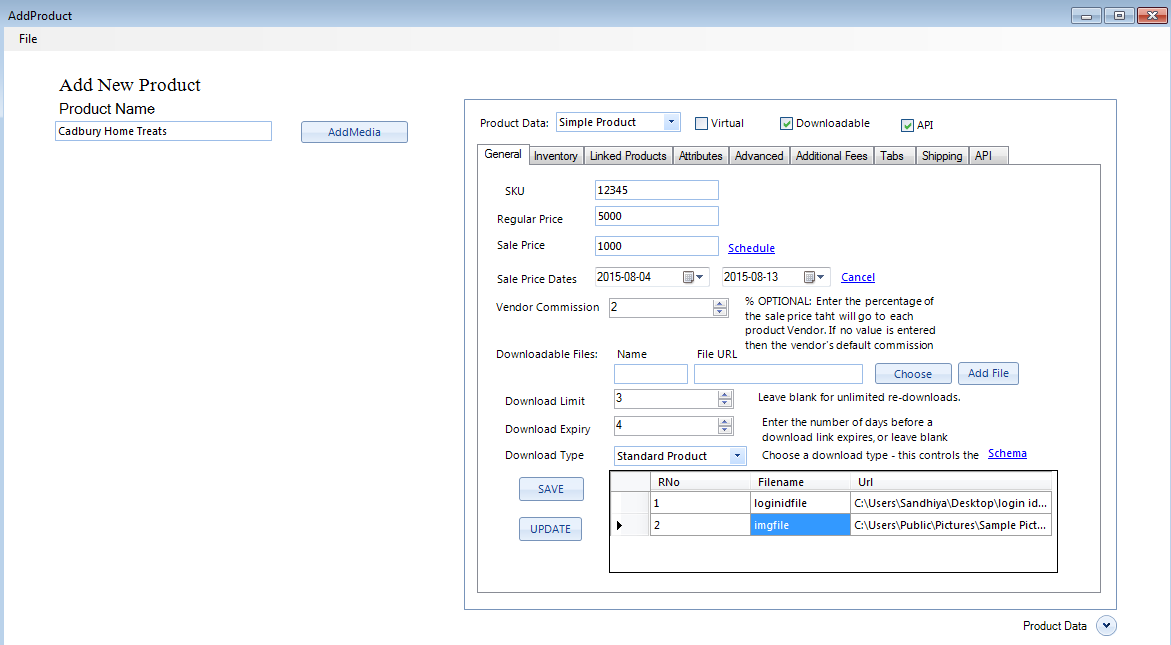 AddProduct
File
Add New Product
Product Name
Cadbury Home Treats
AddMedia
Product Data: Simple Product Virtual Downloadable API
General Inventory Linked Products Attributes Advanced Additional Fees Tabs Shipping API
SKU 12345
Regular Price 5000
Sale Price 1000 Schedule
Sale Price Dates 2015-08-04 2015-08-13 Cancel
Vendor Commission 2
% OPTIONAL: Enter the percentage of
the sale price taht will go to each
product Vendor. If no value is entered
then the vendor's default commission
Downloadable Files: Name File URL
Choose Add File
Download Limit 3 Leave blank for unlimited re-downloads.
Download Expiry 4 Enter the number of days before a
download link expires, or leave blank
Download Type Standard Product Choose a download type - this controls the Schema
SAVE
UPDATE
RNo Filename Url
1 loginidfile C:\Users\Sandhiya\Desktop\login id...
2 imgfile C:\Users\Public\Pictures\Sample Pict...
Product Data